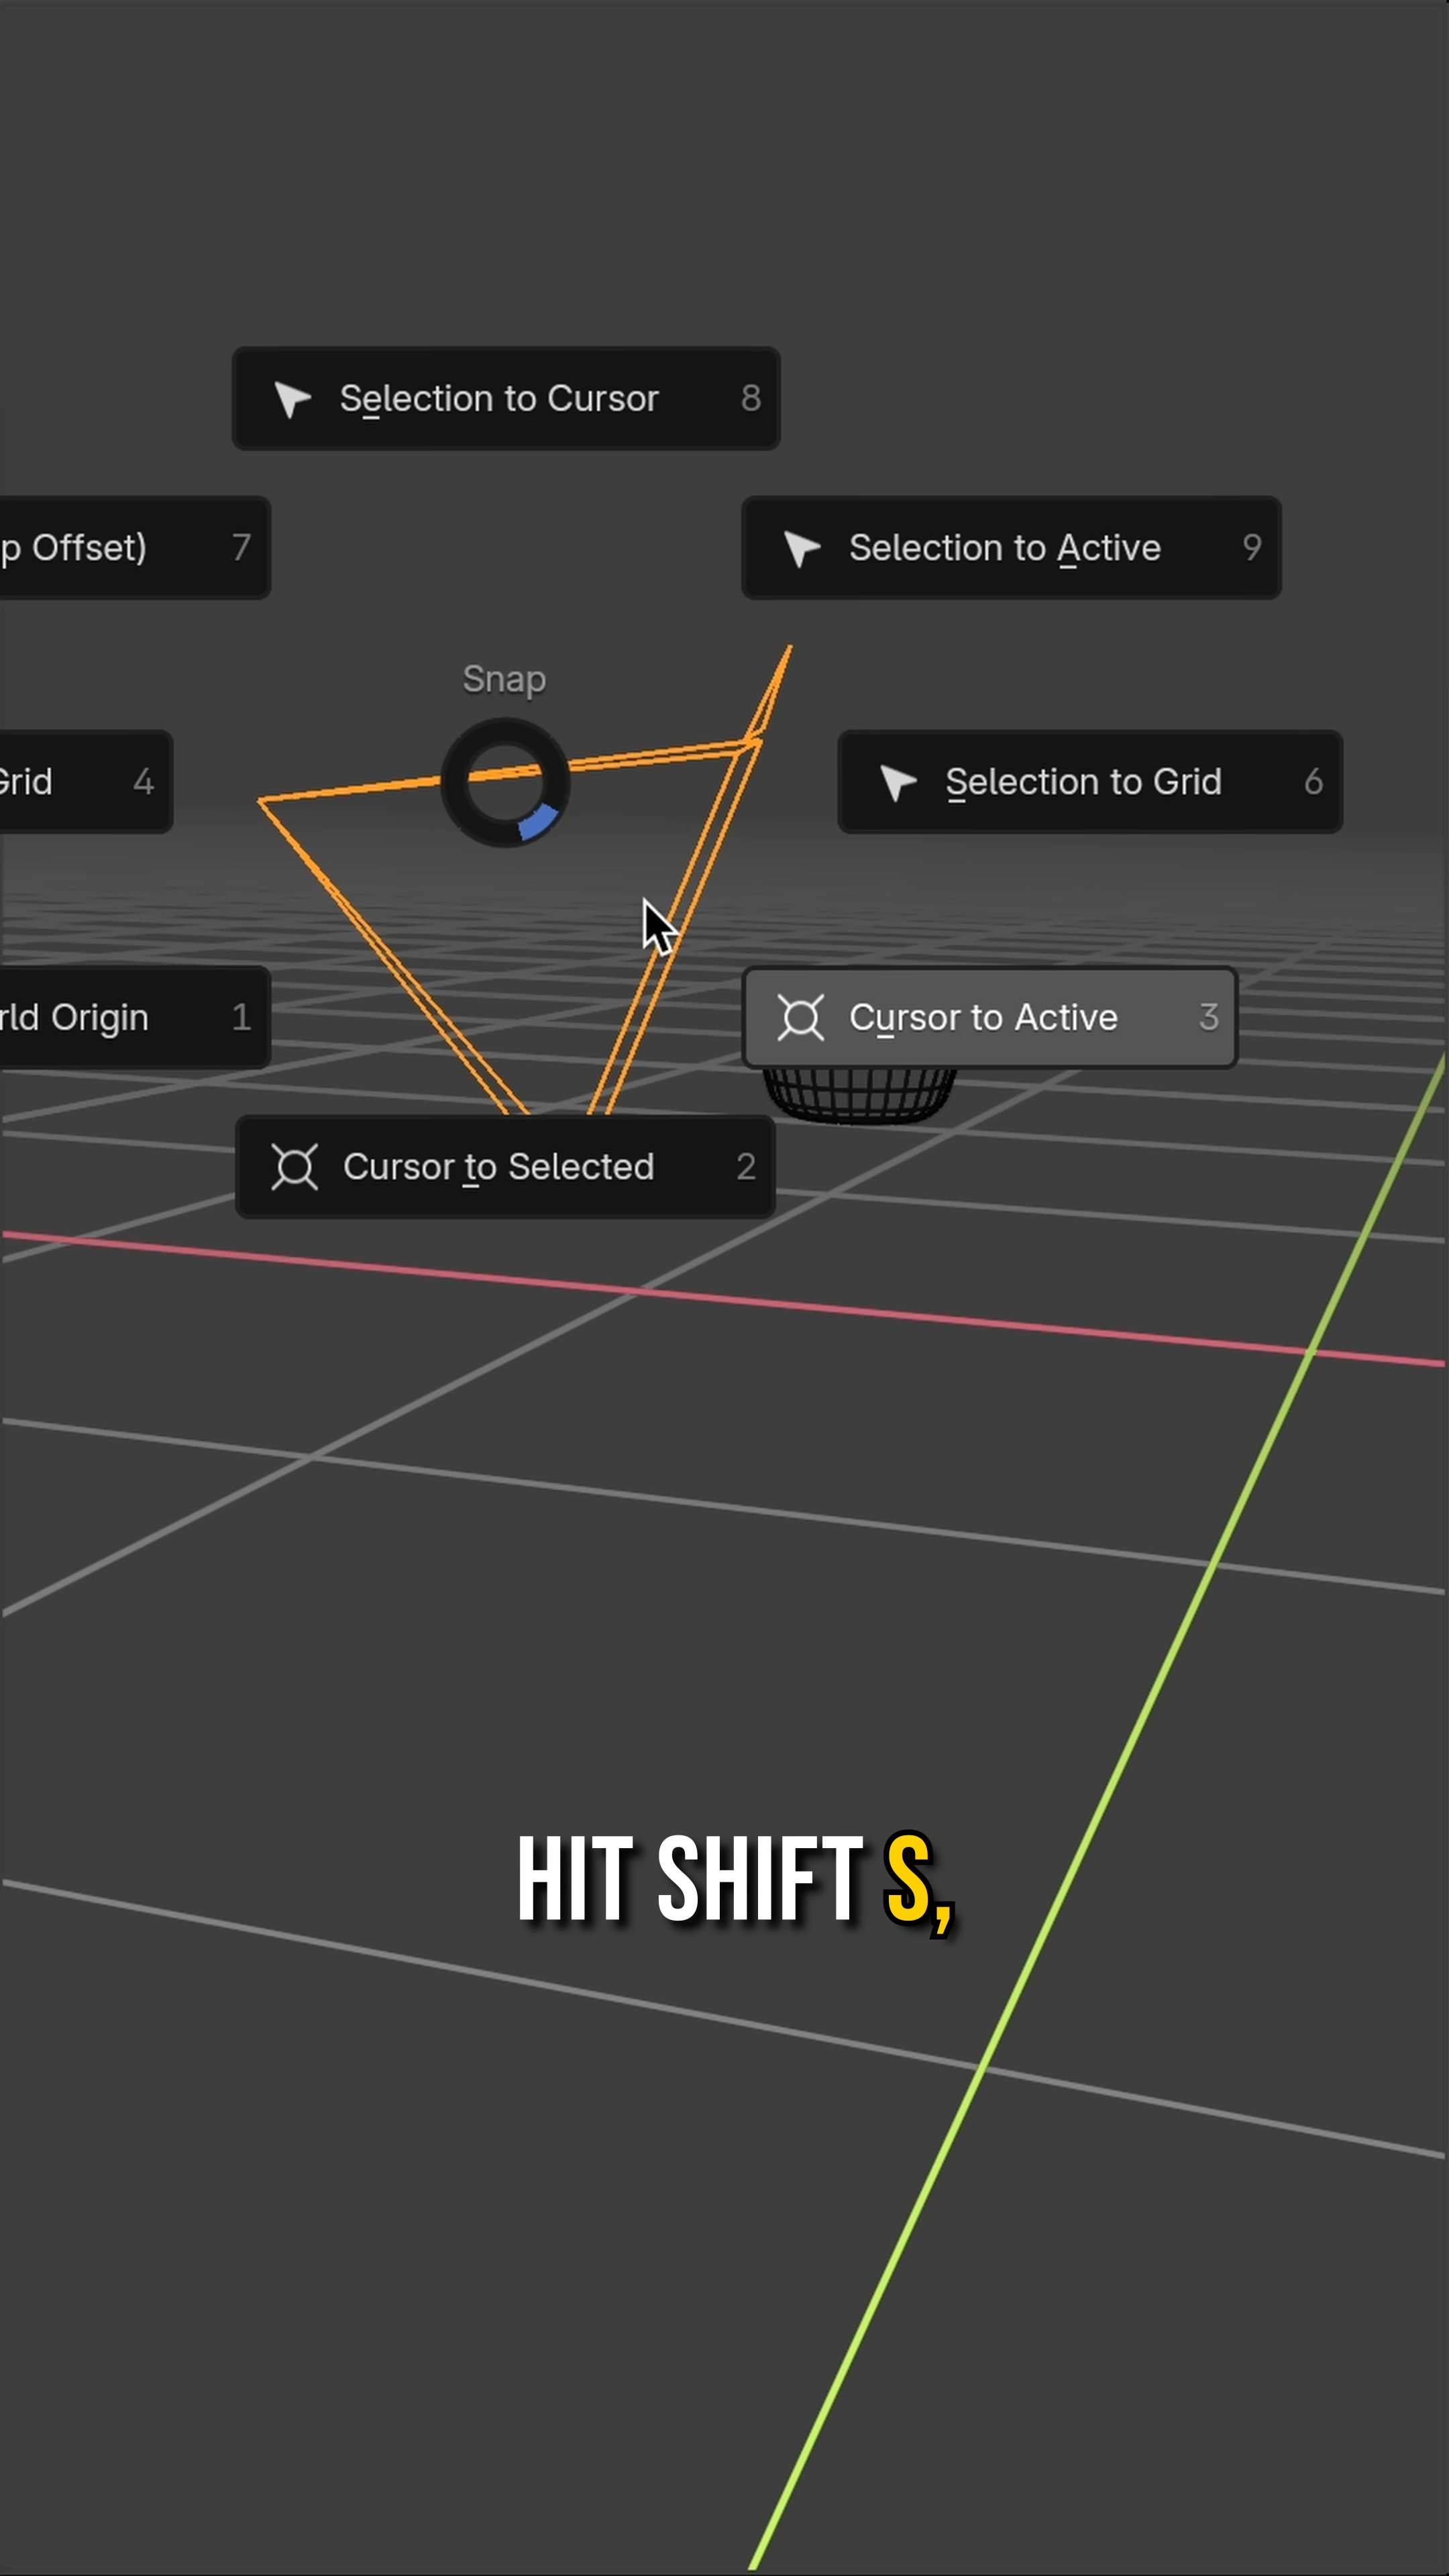 Selection to Cursor 8
p Offset) 7
Selection to Active 9
Snap
Grid 4
Selection to Grid 6
rld Origin 1
Cursor to Active 3
Cursor to Selected 2
HIT SHIFT S,